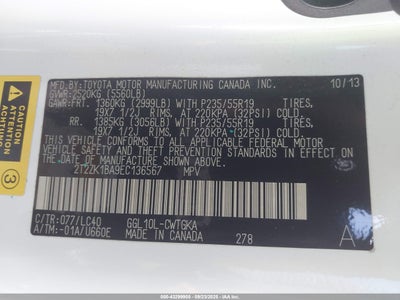 MFD.BY:TOYOTA MOTOR MANUFACTURING CANADA INC. 10/13
GVWR:2520KG (5560LB)
GAWR:FRT. 1360KG (2999LB)WITH P235/55R19 TIRES,
19X7 1/2J RIMS, AT 220KPA (32PSI) COLD
RR. 1385KG (3056LB)WITH P235/55R19 TIRES,
19X7 1/2J RIMS, AT 220KPA (32PSI) COLD
THIS VEHICLE CONFORMS TO ALL APPLICABLE FEDERAL MOTOR
VEHICLE SAFETY STANDARDS IN EFFECT ON THE DATE OF
MANUFACTURE SHOWN ABOVE.
2T2ZK1BA9EC136567 MPV
C/TR:077/LC40 GGL10L-CWTGKA
A/TM:-01A/U660E MADE IN CANADA 278 A
CAUTION
ATTENTION
3